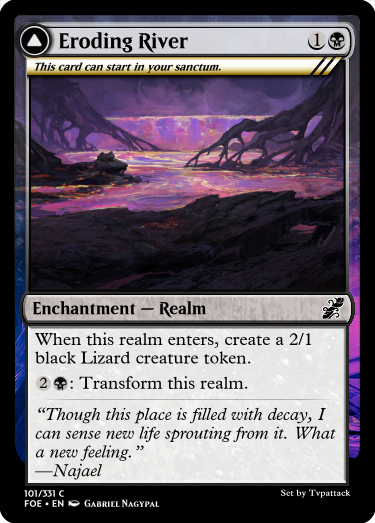 Eroding River 1
This card can start in your sanctum.
Enchantment — Realm
When this realm enters, create a 2/1
black Lizard creature token.
2 : Transform this realm.
“Though this place is filled with decay, I
can sense new life sprouting from it. What
a new feeling.”
—Najael
101/331 C
FOE • EN Gabriel Nagypal
Set by Tvpattack